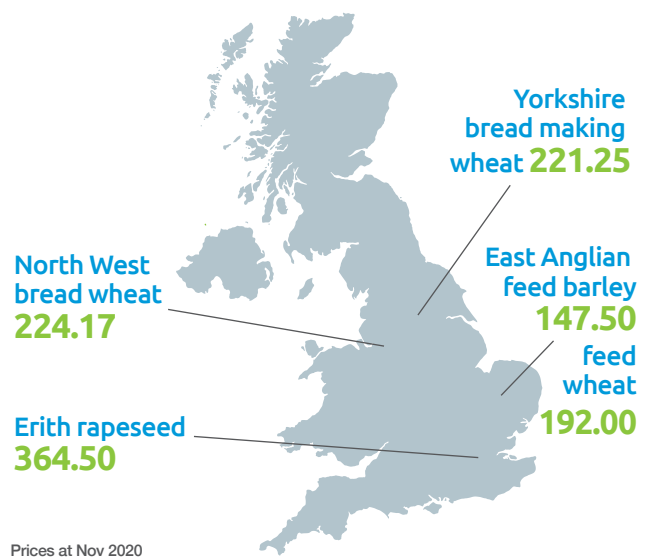 Yorkshire
bread making
wheat 221.25
North West
bread wheat
224.17
East Anglian
feed barley
147.50
feed
wheat
192.00
Erith rapeseed
364.50
Prices at Nov 2020